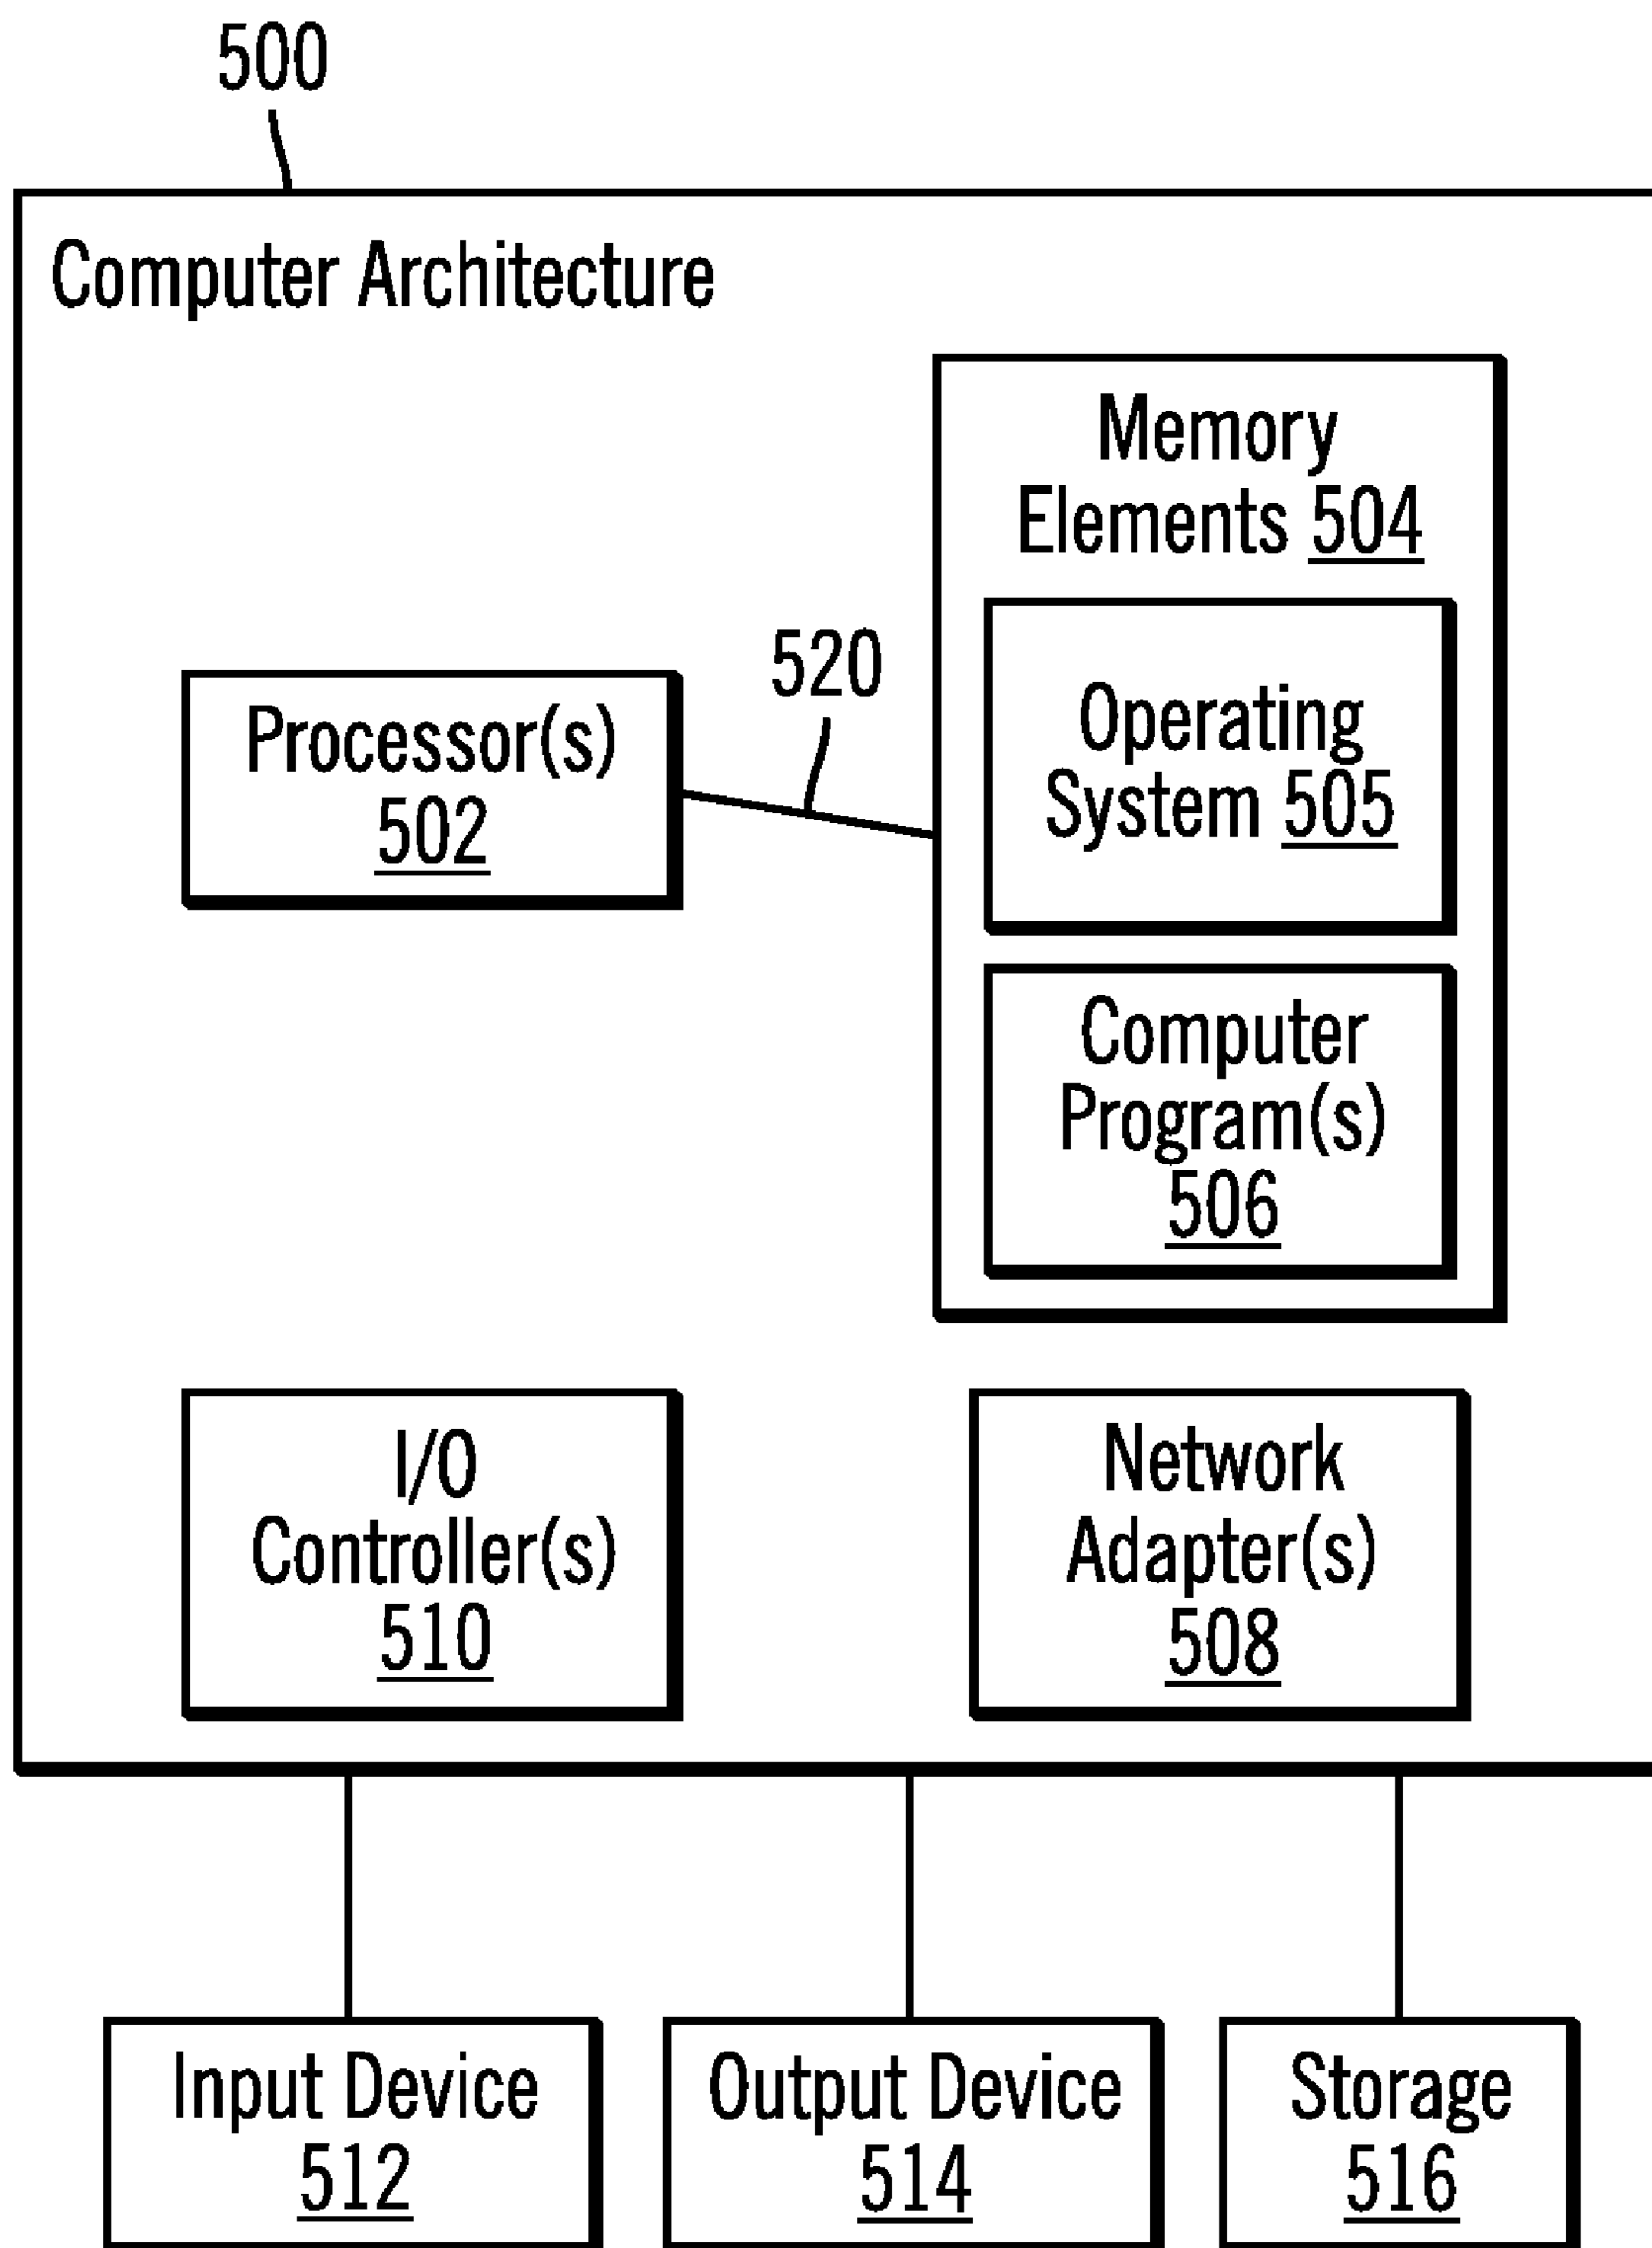 500
Computer Architecture
Memory
Elements 504
520
Operating
System 505
Processor(s)
502
Computer
Program(s)
506
I/O
Controller(s)
510
Network
Adapter(s)
508
Input Device
512
Output Device
514
Storage
516